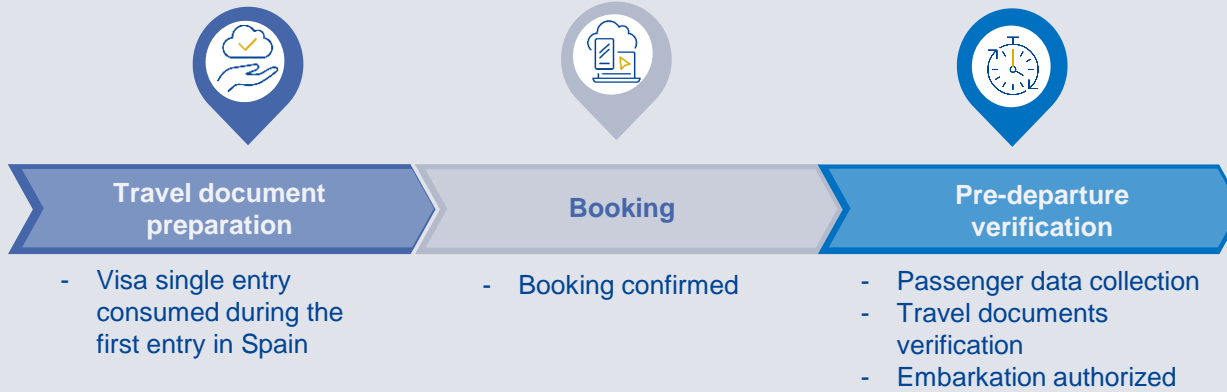 Travel document
preparation
Booking
Pre-departure
verification
- Visa single entry
consumed during the
first entry in Spain
- Booking confirmed
- Passenger data collection
- Travel documents
verification
- Embarkation authorized